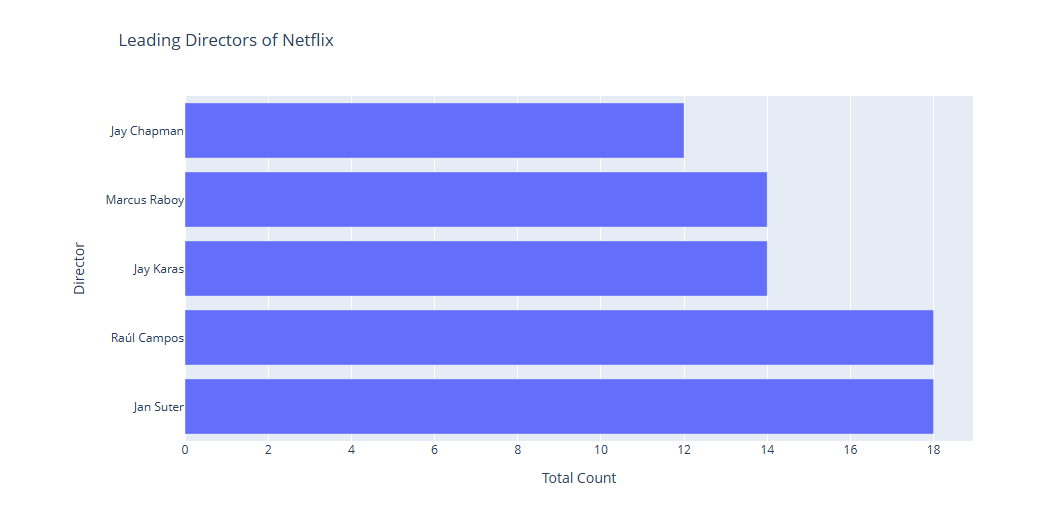 Leading Directors of Netflix
Jay Chapman
Marcus Raboy
Jay Karas
Raúl Campos
Jan Suter
Director
0 2 4 6 8 10 12 14 16 18
Total Count